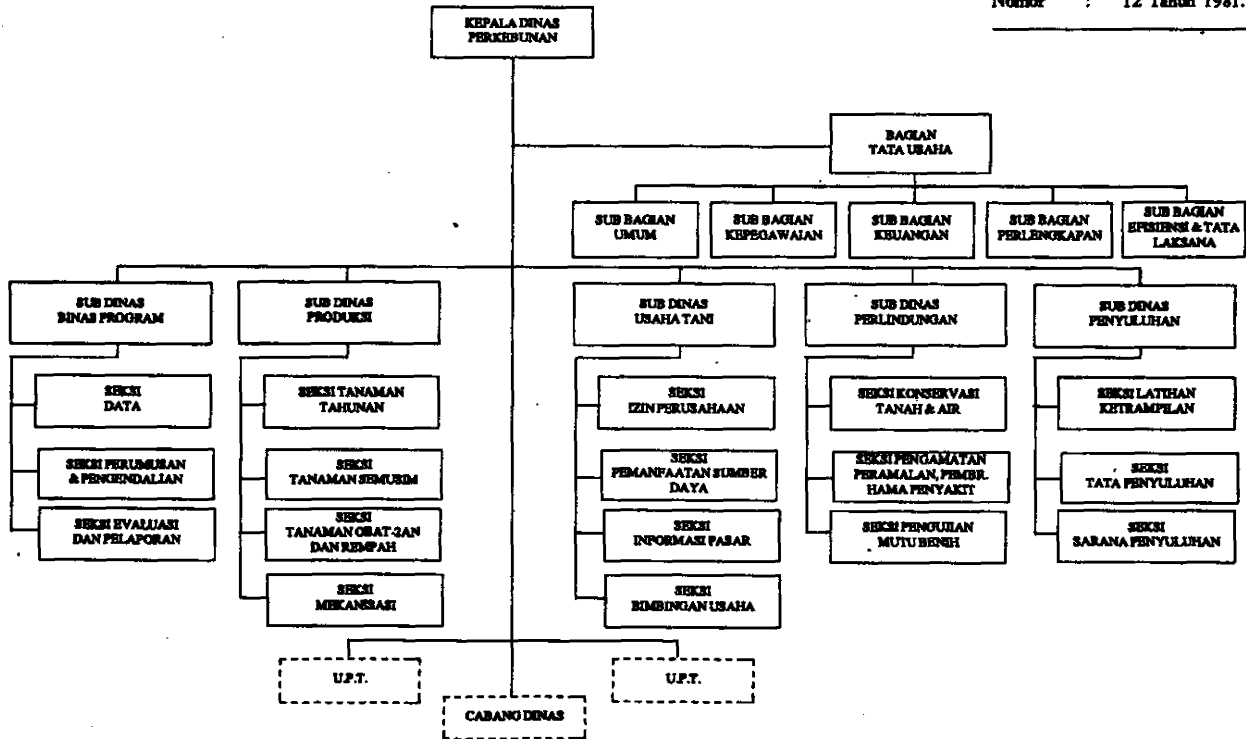 Nomor : 12 Tahun 1981.
KEPALA DINAS
PERKEBUNAN
BAGIAN
TATA USAHA
SUB BAGIAN
UMUM
SUB BAGIAN
KEPEGAWAIAN
SUB BAGIAN
KEUANGAN
SUB BAGIAN
PERLENGKAPAN
SUB BAGIAN
EFISIENSI & TATA
LAKSANA
SUB DINAS
BINAS PROGRAM
SUB DINAS
PRODUKSI
SUB DINAS
USAHA TANI
SUB DINAS
PERLINDUNGAN
SUB DINAS
PENYULUHAN
SEKSI
DATA
SEKSI PERUMUSAN
& PENGENDALIAN
SEKSI EVALUASI
DAN PELAPORAN
SEKSI TANAMAN
TAHUNAN
SEKSI
TANAMAN SEMUSIM
SEKSI
TANAMAN OBAT-2AN
DAN REMPAH
SEKSI
MEKANISASI
SEKSI
IZIN PERUSAHAAN
SEKSI
PEMANFAATAN SUMBER
DAYA
SEKSI
INFORMASI PASAR
SEKSI
BIMBINGAN USAHA
SEKSI KONSERVASI
TANAH & AIR
SEKSI PENGAMATAN
PERAMALAN, PEMBR.
HAMA PENYAKIT
SEKSI PENGUJIAN
MUTU BENIH
SEKSI LATIHAN
KETRAMPILAN
SEKSI
TATA PENYULUHAN
SEKSI
SARANA PENYULUHAN
U.P.T.
U.P.T.
CABANG DINAS